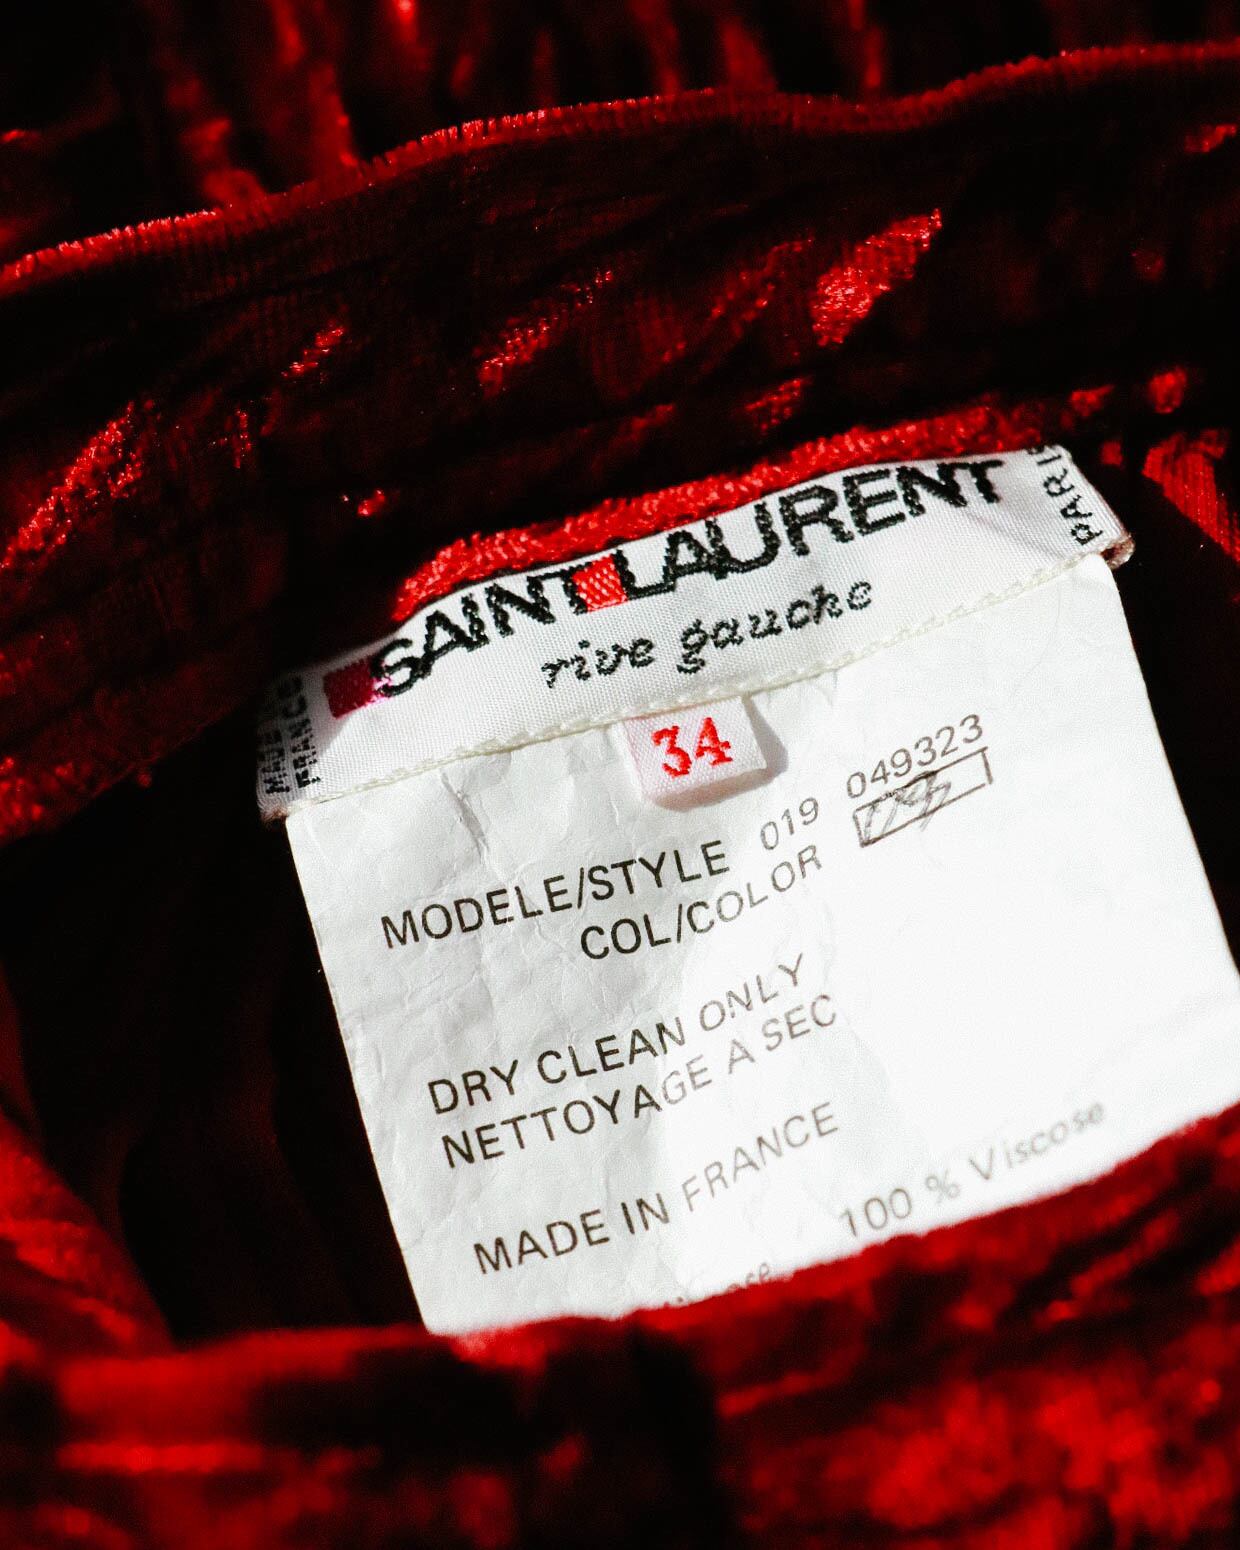 SAINT LAURENT
rive gauche
PARIS
MADE IN
FRANCE
34
MODELE/STYLE 019 049323
COL/COLOR
DRY CLEAN ONLY
NETTOYAGE A SEC
MADE IN FRANCE
100 % Viscose